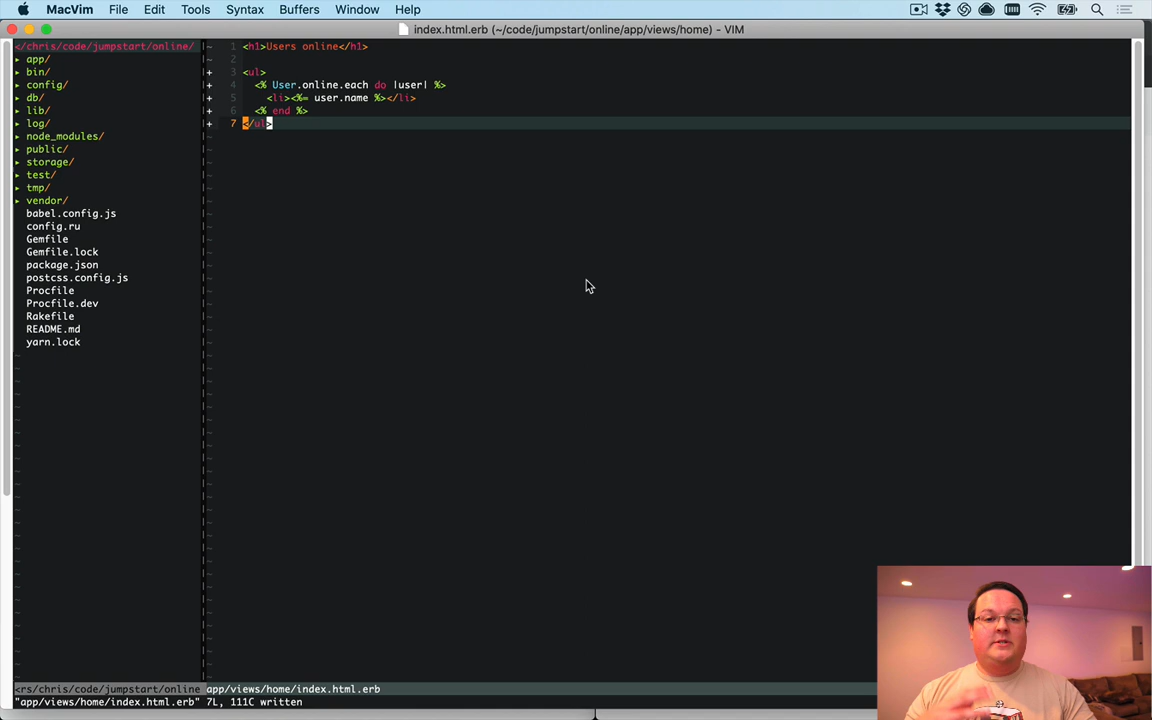 MacVim File Edit Tools Syntax Buffers Window Help
index.html.erb (~/code/jumpstart/online/app/views/home) - VIM
</chris/code/jumpstart/online/
▸ app/
▸ bin/
▸ config/
▸ db/
▸ lib/
▸ log/
▸ node_modules/
▸ public/
▸ storage/
▸ test/
▸ tmp/
▸ vendor/
babel.config.js
config.ru
Gemfile
Gemfile.lock
package.json
postcss.config.js
Procfile
Procfile.dev
Rakefile
README.md
yarn.lock
~ 1 <h1>Users online</h1>
~ 2
+ 3 <ul>
+ 4 <% User.online.each do |user| %>
+ 5 <li><%= user.name %></li>
+ 6 <% end %>
+ 7 </ul>
<rs/chris/code/jumpstart/online app/views/home/index.html.erb
"app/views/home/index.html.erb" 7L, 111C written